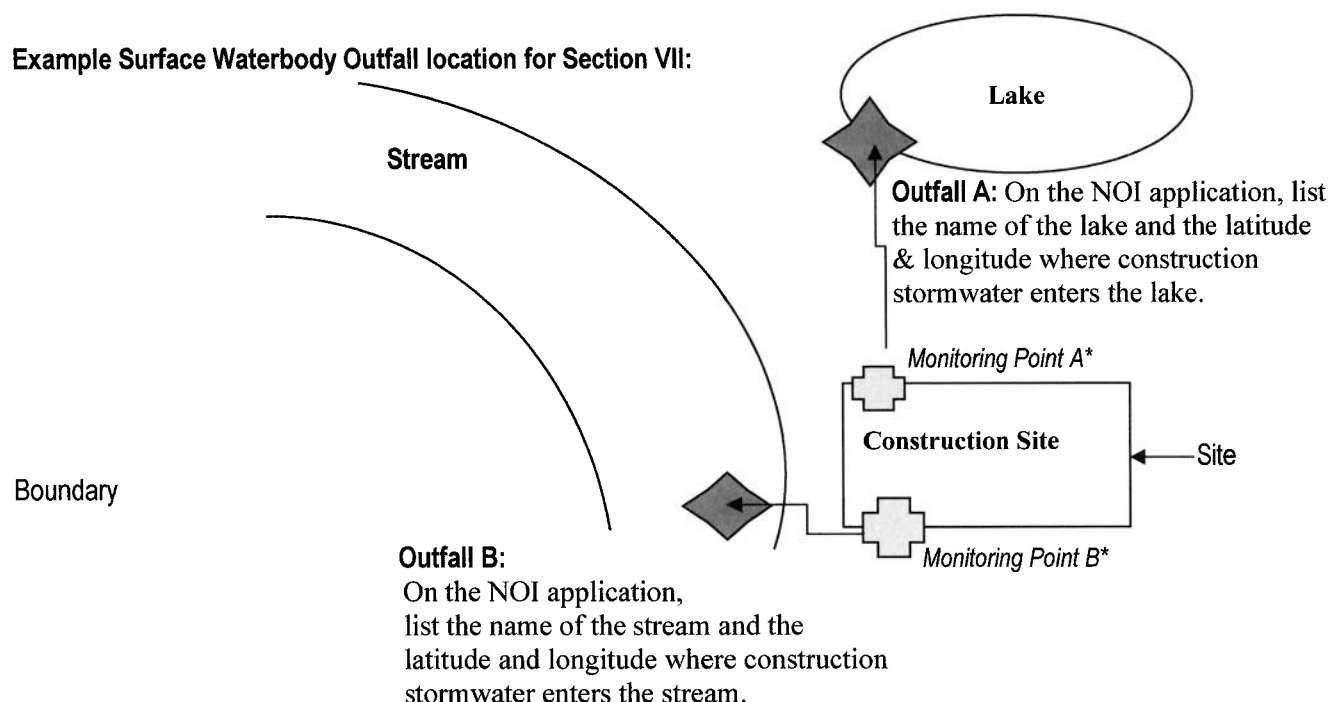 Example Surface Waterbody Outfall location for Section VII:
Lake
Stream
Outfall A: On the NOI application, list
the name of the lake and the latitude
& longitude where construction
stormwater enters the lake.
Monitoring Point A*
Construction Site
Site
Boundary
Monitoring Point B*
Outfall B:
On the NOI application,
list the name of the stream and the
latitude and longitude where construction
stormwater enters the stream.